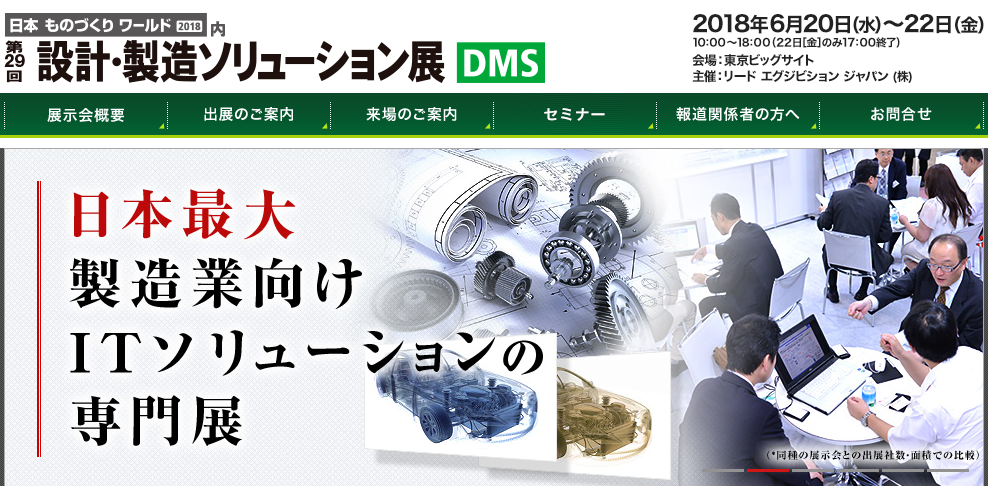 日本 ものづくり ワールド 2018 内
第29回 設計・製造ソリューション展 DMS
2018年6月20日(水)〜22日(金)
10:00〜18:00(22日[金]のみ17:00終了)
会場：東京ビッグサイト
主催：リード エグジビション ジャパン (株)
展示会概要 出展のご案内 来場のご案内 セミナー 報道関係者の方へ お問合せ
日本最大
製造業向け
ITソリューションの
専門展
(*同種の展示会との出展社数・面積での比較)